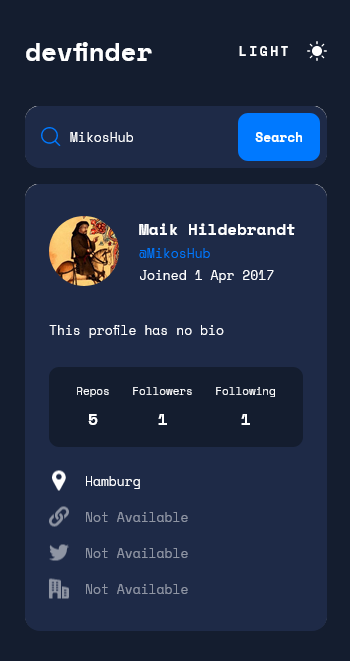 devfinder
LIGHT
MikosHub
Search
Maik Hildebrandt
@MikosHub
Joined 1 Apr 2017
This profile has no bio
Repos Followers Following
5 1 1
Hamburg
Not Available
Not Available
Not Available